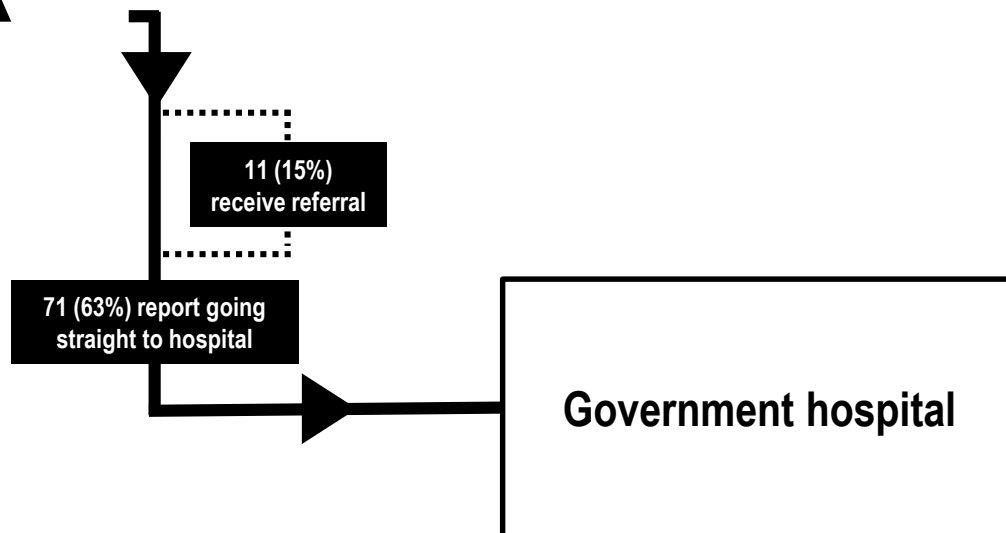 11 (15%)
receive referral
71 (63%) report going
straight to hospital
Government hospital